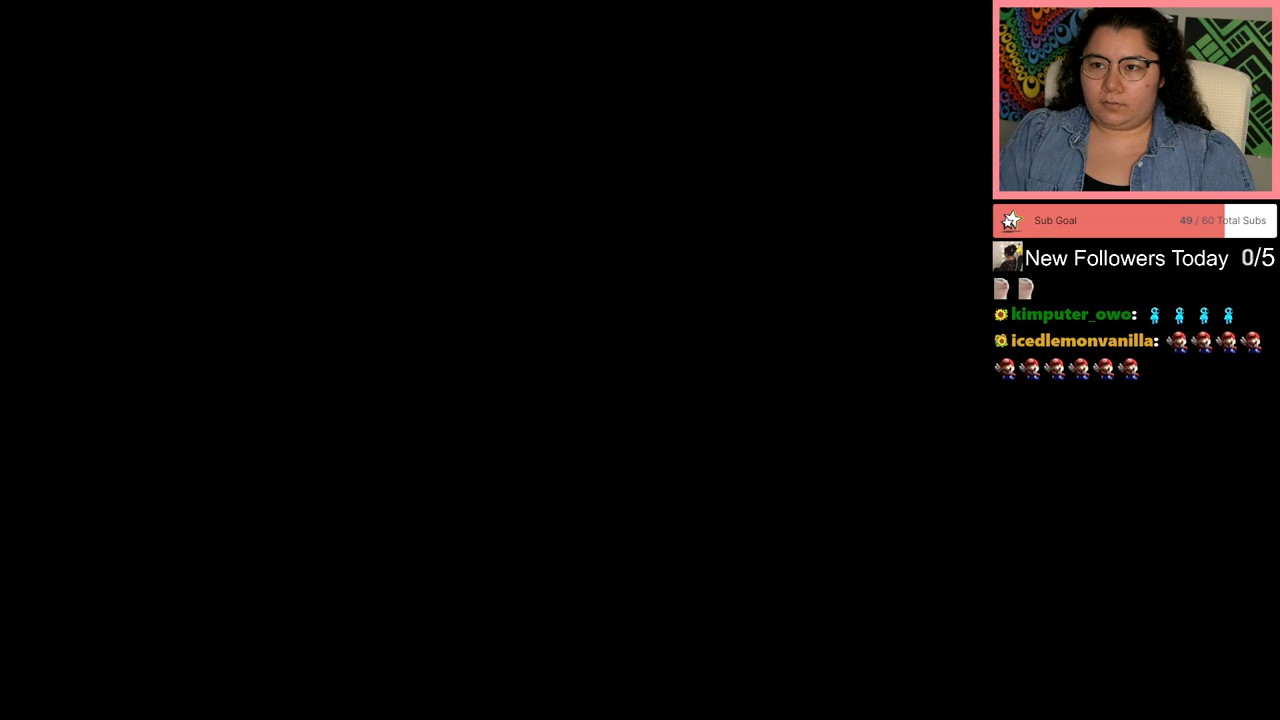 Sub Goal 49 / 60 Total Subs
New Followers Today 0/5
kimputer_owo:
icedlemonvanilla: